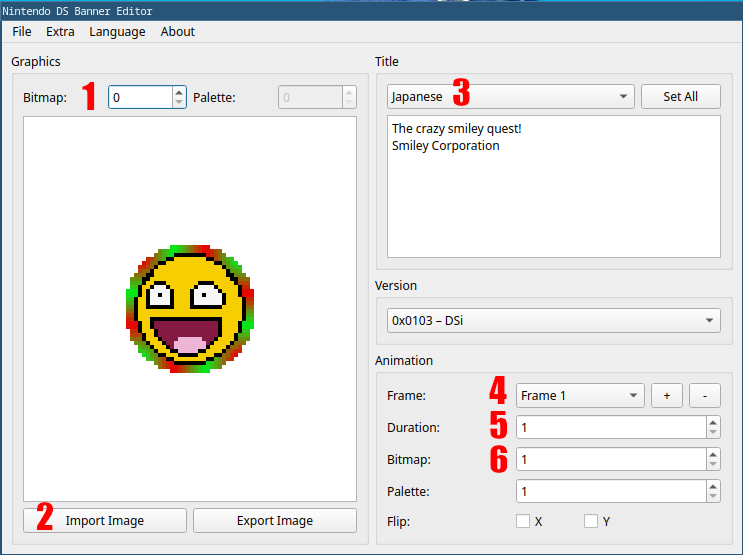 Nintendo DS Banner Editor
File Extra Language About
Graphics
Bitmap: 1 0 Palette: 0
2 Import Image Export Image
Title
Japanese 3 Set All
The crazy smiley quest!
Smiley Corporation
Version
0x0103 – DSi
Animation
Frame: 4 Frame 1 + -
Duration: 5 1
Bitmap: 6 1
Palette: 1
Flip: X Y